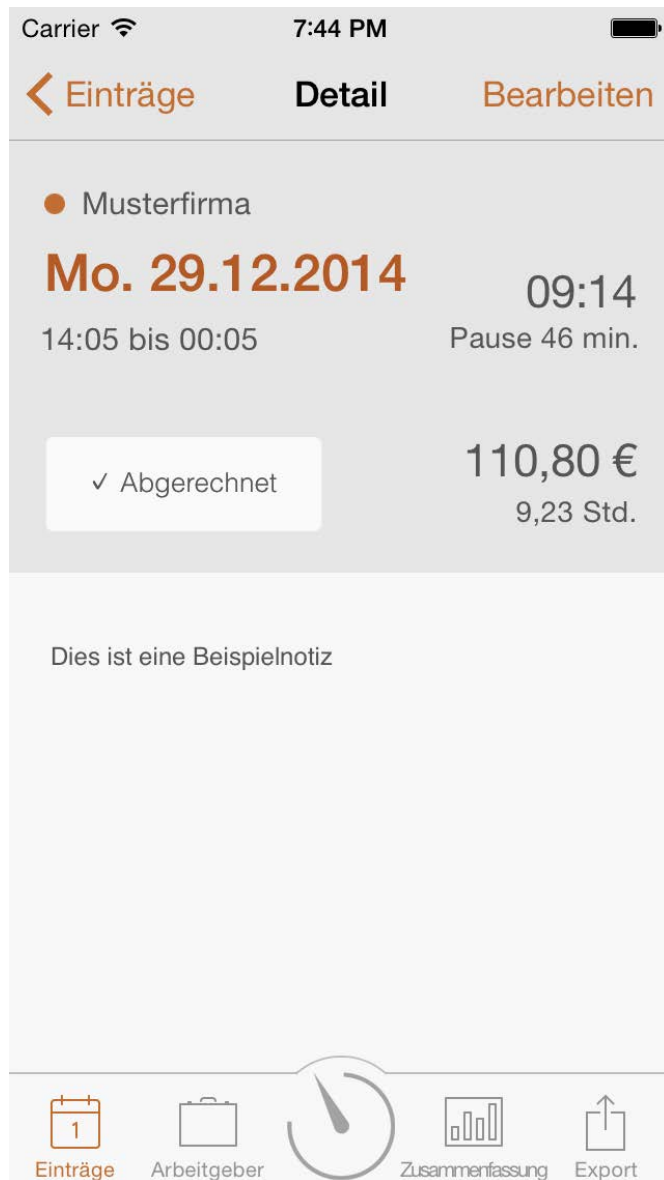 Carrier 7:44 PM
Einträge Detail Bearbeiten
Musterfirma
Mo. 29.12.2014 09:14
14:05 bis 00:05 Pause 46 min.
✓ Abgerechnet 110,80 €
9,23 Std.
Dies ist eine Beispielnotiz
1
Einträge Arbeitgeber Zusammenfassung Export